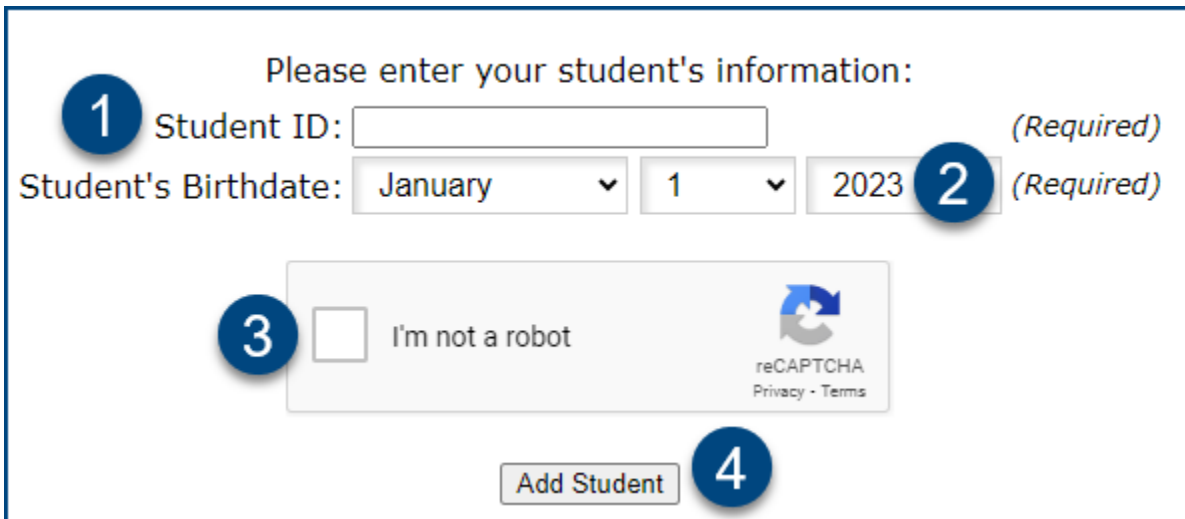 Please enter your student's information:
1 Student ID: (Required)
Student's Birthdate: January 1 2023 2 (Required)
3 I'm not a robot
reCAPTCHA
Privacy - Terms
Add Student 4